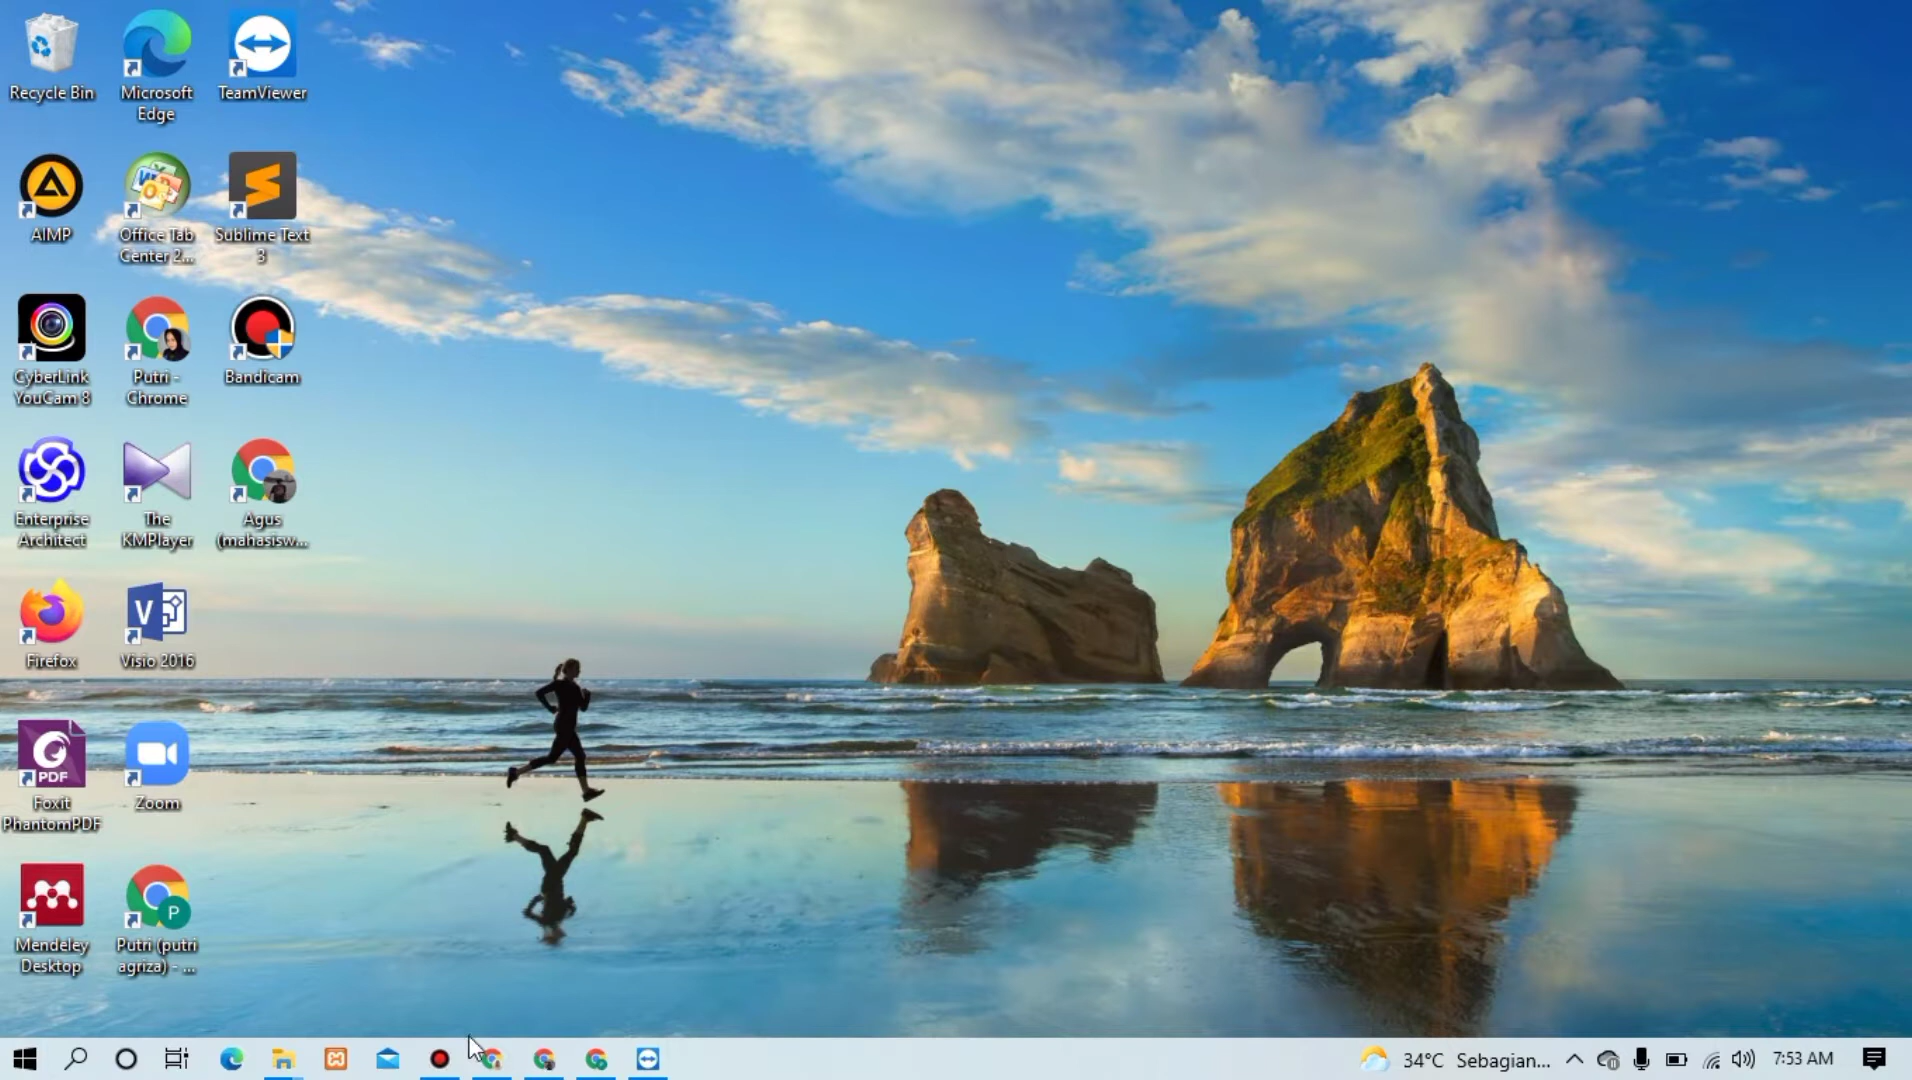 Recycle Bin
Microsoft
Edge
TeamViewer
AIMP
Office Tab
Center 2...
Sublime Text
3
CyberLink
YouCam 8
Putri -
Chrome
Bandicam
Enterprise
Architect
The
KMPlayer
Agus
(mahasisw...
Firefox
V
Visio 2016
PDF
Foxit
PhantomPDF
Zoom
Mendeley
Desktop
P
Putri (putri
agriza) - ...
34°C Sebagian...
7:53 AM